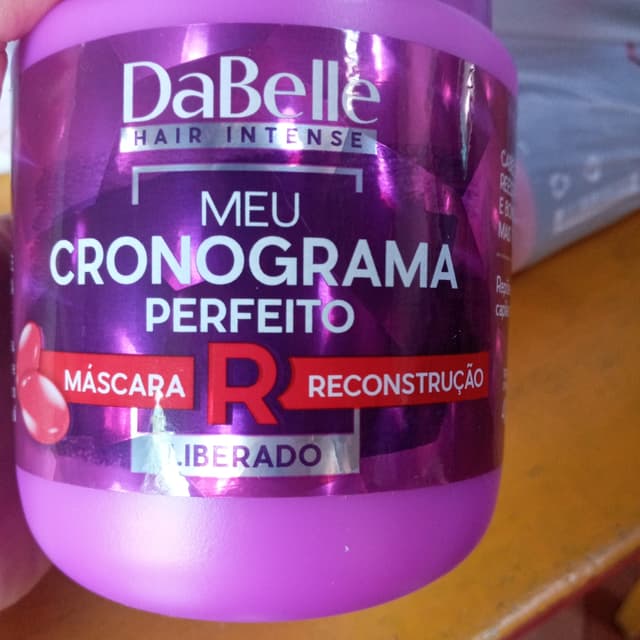 DaBelle
HAIR INTENSE
MEU
CRONOGRAMA
PERFEITO
MÁSCARA R RECONSTRUÇÃO
LIBERADO